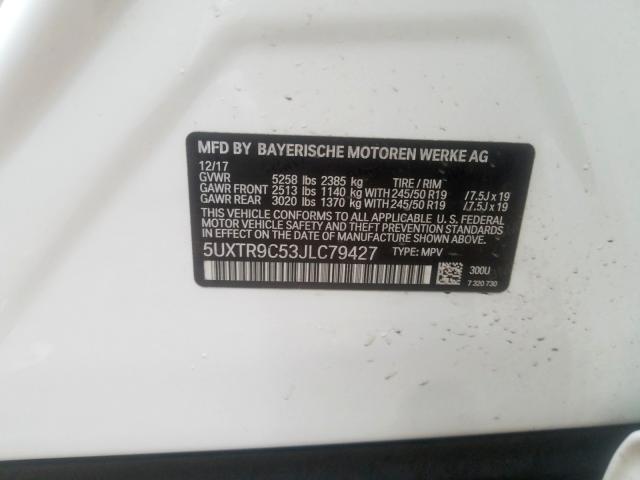 MFD BY BAYERISCHE MOTOREN WERKE AG
12/17
GVWR 5258 lbs 2385 kg TIRE / RIM
GAWR FRONT 2513 lbs 1140 kg WITH 245/50 R19 /7.5J x 19
GAWR REAR 3020 lbs 1370 kg WITH 245/50 R19 /7.5J x 19
THIS VEHICLE CONFORMS TO ALL APPLICABLE U. S. FEDERAL
MOTOR VEHICLE SAFETY AND THEFT PREVENTION STANDARDS
IN EFFECT ON THE DATE OF MANUFACTURE SHOWN ABOVE.
5UXTR9C53JLC79427 TYPE: MPV
300U
7 320 730